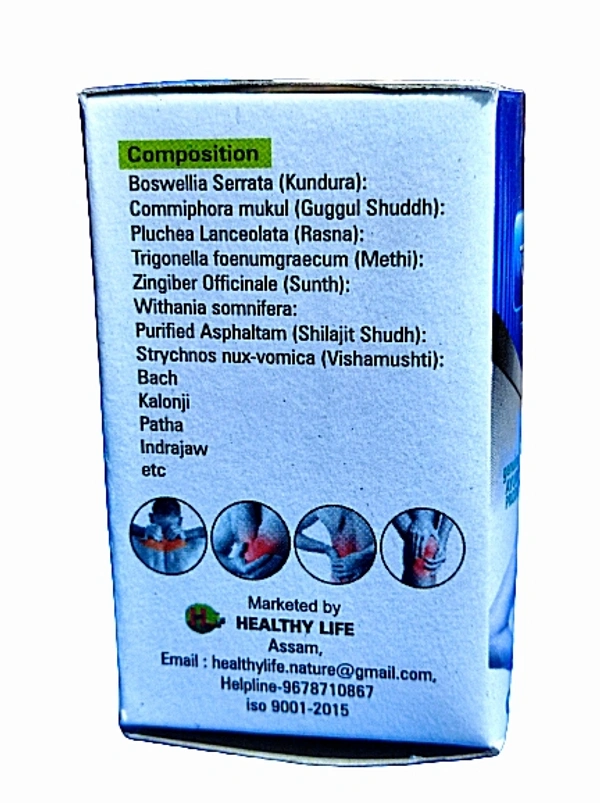 Composition
Boswellia Serrata (Kundura):
Commiphora mukul (Guggul Shuddh):
Pluchea Lanceolata (Rasna):
Trigonella foenumgraecum (Methi):
Zingiber Officinale (Sunth):
Withania somnifera:
Purified Asphaltam (Shilajit Shudh):
Strychnos nux-vomica (Vishamushti):
Bach
Kalonji
Patha
Indrajaw
etc
Marketed by
HEALTHY LIFE
Assam,
Email : healthylife.nature@gmail.com,
Helpline-9678710867
iso 9001-2015